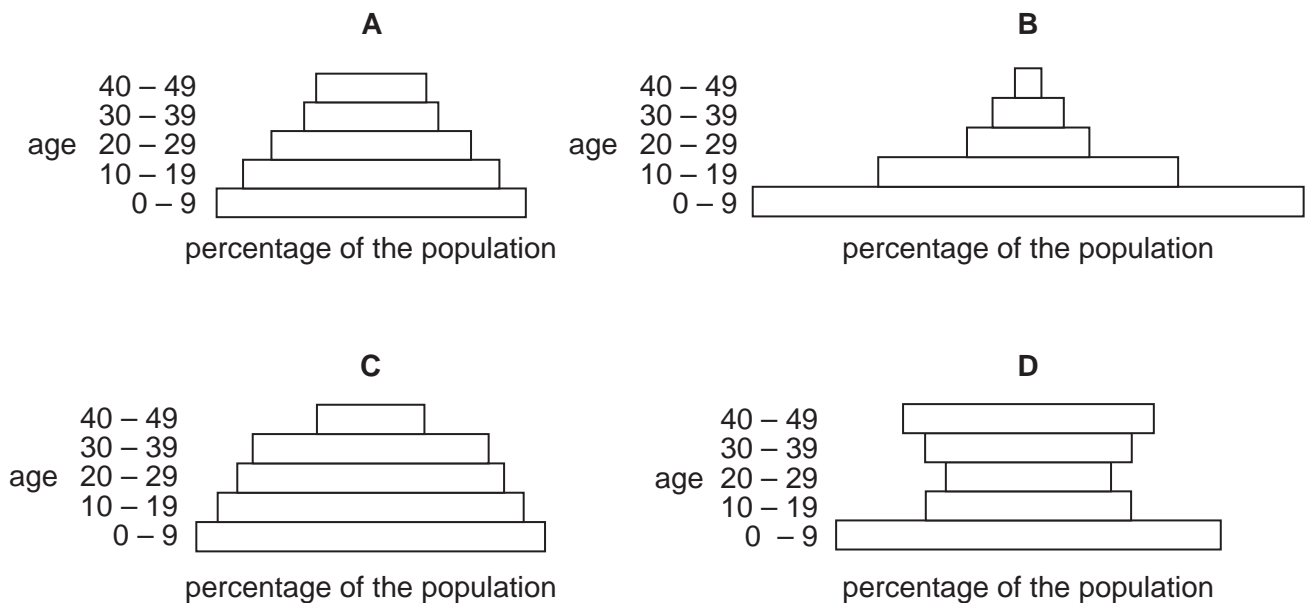 A
40 – 49
30 – 39
age 20 – 29
10 – 19
0 – 9
percentage of the population
B
40 – 49
30 – 39
age 20 – 29
10 – 19
0 – 9
percentage of the population
C
40 – 49
30 – 39
age 20 – 29
10 – 19
0 – 9
percentage of the population
D
40 – 49
30 – 39
age 20 – 29
10 – 19
0 – 9
percentage of the population